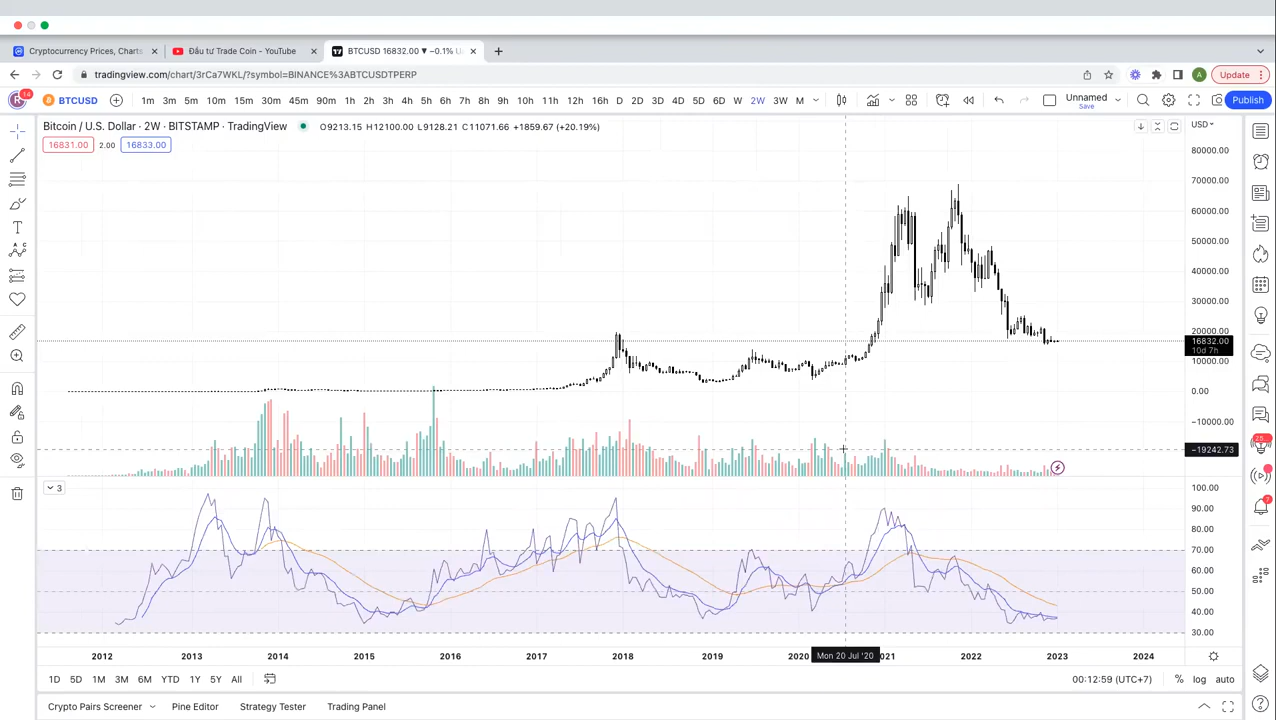 Cryptocurrency Prices, Charts
Đầu tư Trade Coin - YouTube
BTCUSD 16832.00 ▼ −0.1%
tradingview.com/chart/3rCa7WKL/?symbol=BINANCE%3ABTCUSDTPERP
A
Update
R
14
BTCUSD
1m 3m 5m 10m 15m 30m 45m 90m 1h 2h 3h 4h 5h 6h 7h 8h 9h 10h 11h 12h 16h D 2D 3D 4D 5D 6D W 2W 3W M
Unnamed
Save
Publish
Bitcoin / U.S. Dollar · 2W · BITSTAMP · TradingView
O9213.15 H12100.00 L9128.21 C11071.66 +1859.67 (+20.19%)
USD
16831.00 2.00 16833.00
80000.00
70000.00
60000.00
50000.00
40000.00
30000.00
20000.00
16832.00
10d 7h
10000.00
0.00
−10000.00
−19242.73
3
100.00
90.00
80.00
70.00
60.00
50.00
40.00
30.00
2012 2013 2014 2015 2016 2017 2018 2019 2020 Mon 20 Jul '20 021 2022 2023 2024
1D 5D 1M 3M 6M YTD 1Y 5Y All
00:12:59 (UTC+7) % log auto
Crypto Pairs Screener Pine Editor Strategy Tester Trading Panel